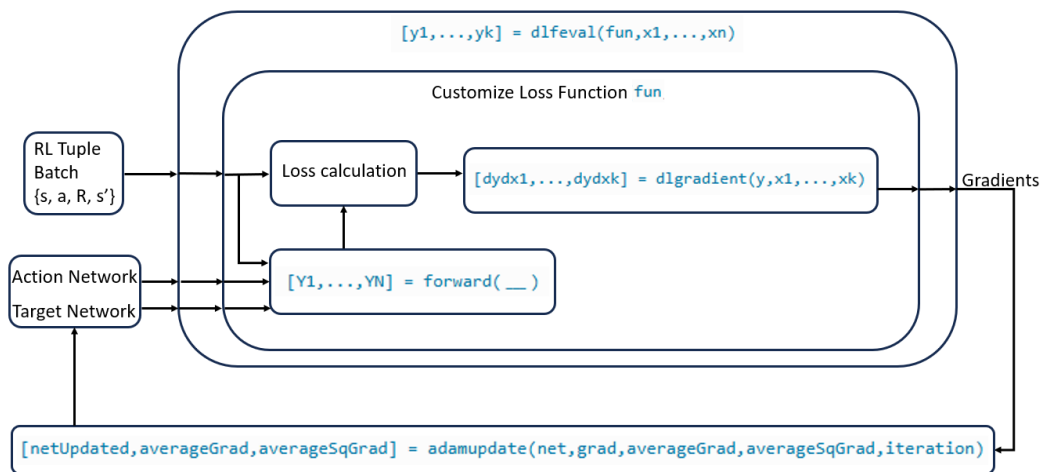 [y1,...,yk] = dlfeval(fun,x1,...,xn)
Customize Loss Function fun
RL Tuple
Batch
{s, a, R, s’}
Loss calculation
[dydx1,...,dydxk] = dlgradient(y,x1,...,xk)
Gradients
Action Network
Target Network
[Y1,...,YN] = forward(__)
[netUpdated,averageGrad,averageSqGrad] = adamupdate(net,grad,averageGrad,averageSqGrad,iteration)